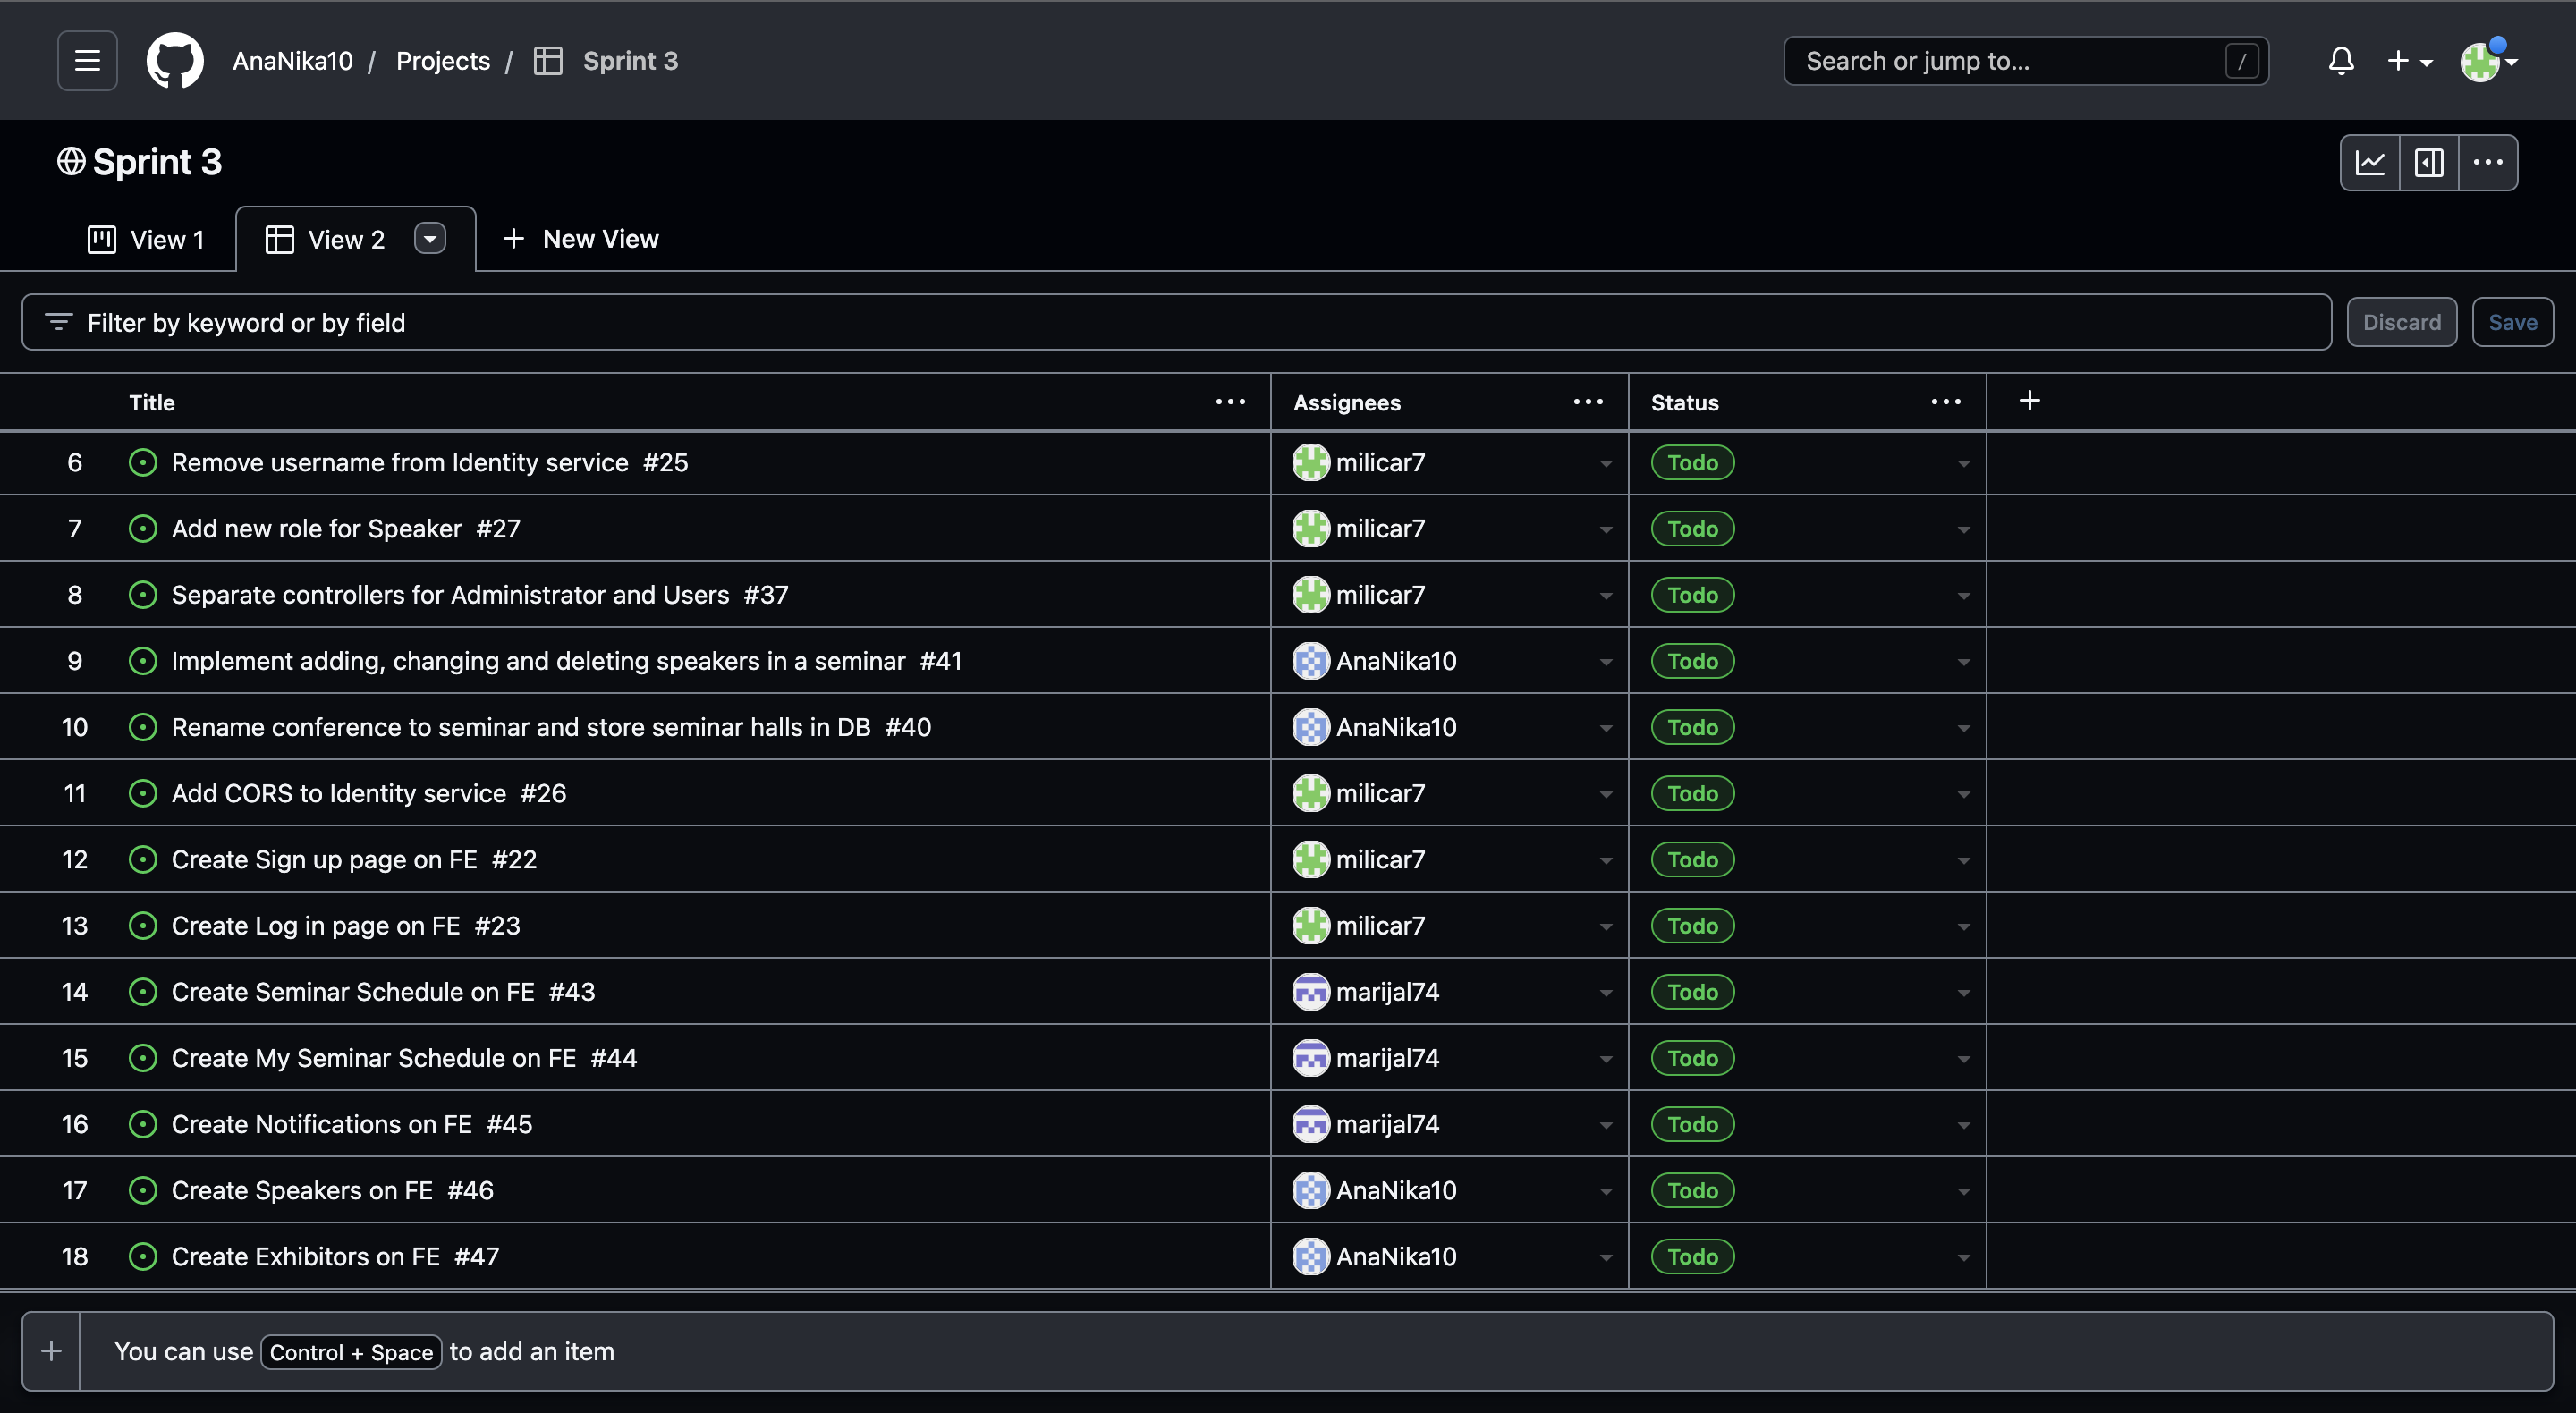 AnaNika10 / Projects / Sprint 3
Search or jump to... /
Sprint 3
View 1
View 2
New View
Filter by keyword or by field
Discard
Save
Title Assignees Status
6 Remove username from Identity service #25 milicar7 Todo
7 Add new role for Speaker #27 milicar7 Todo
8 Separate controllers for Administrator and Users #37 milicar7 Todo
9 Implement adding, changing and deleting speakers in a seminar #41 AnaNika10 Todo
10 Rename conference to seminar and store seminar halls in DB #40 AnaNika10 Todo
11 Add CORS to Identity service #26 milicar7 Todo
12 Create Sign up page on FE #22 milicar7 Todo
13 Create Log in page on FE #23 milicar7 Todo
14 Create Seminar Schedule on FE #43 marijal74 Todo
15 Create My Seminar Schedule on FE #44 marijal74 Todo
16 Create Notifications on FE #45 marijal74 Todo
17 Create Speakers on FE #46 AnaNika10 Todo
18 Create Exhibitors on FE #47 AnaNika10 Todo
You can use Control + Space to add an item